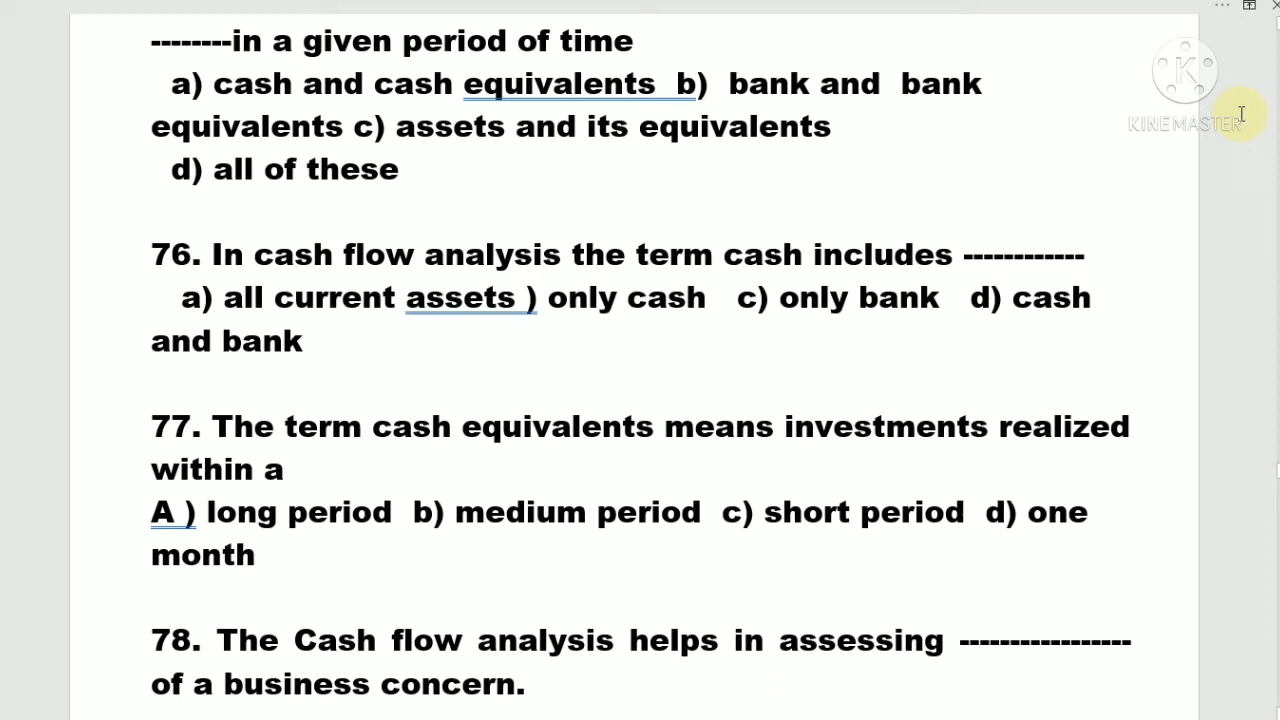 --------in a given period of time
a) cash and cash equivalents b) bank and bank
equivalents c) assets and its equivalents
d) all of these
76. In cash flow analysis the term cash includes ------------
a) all current assets ) only cash c) only bank d) cash
and bank
77. The term cash equivalents means investments realized
within a
A ) long period b) medium period c) short period d) one
month
78. The Cash flow analysis helps in assessing -----------------
of a business concern.
K
KINEMASTER